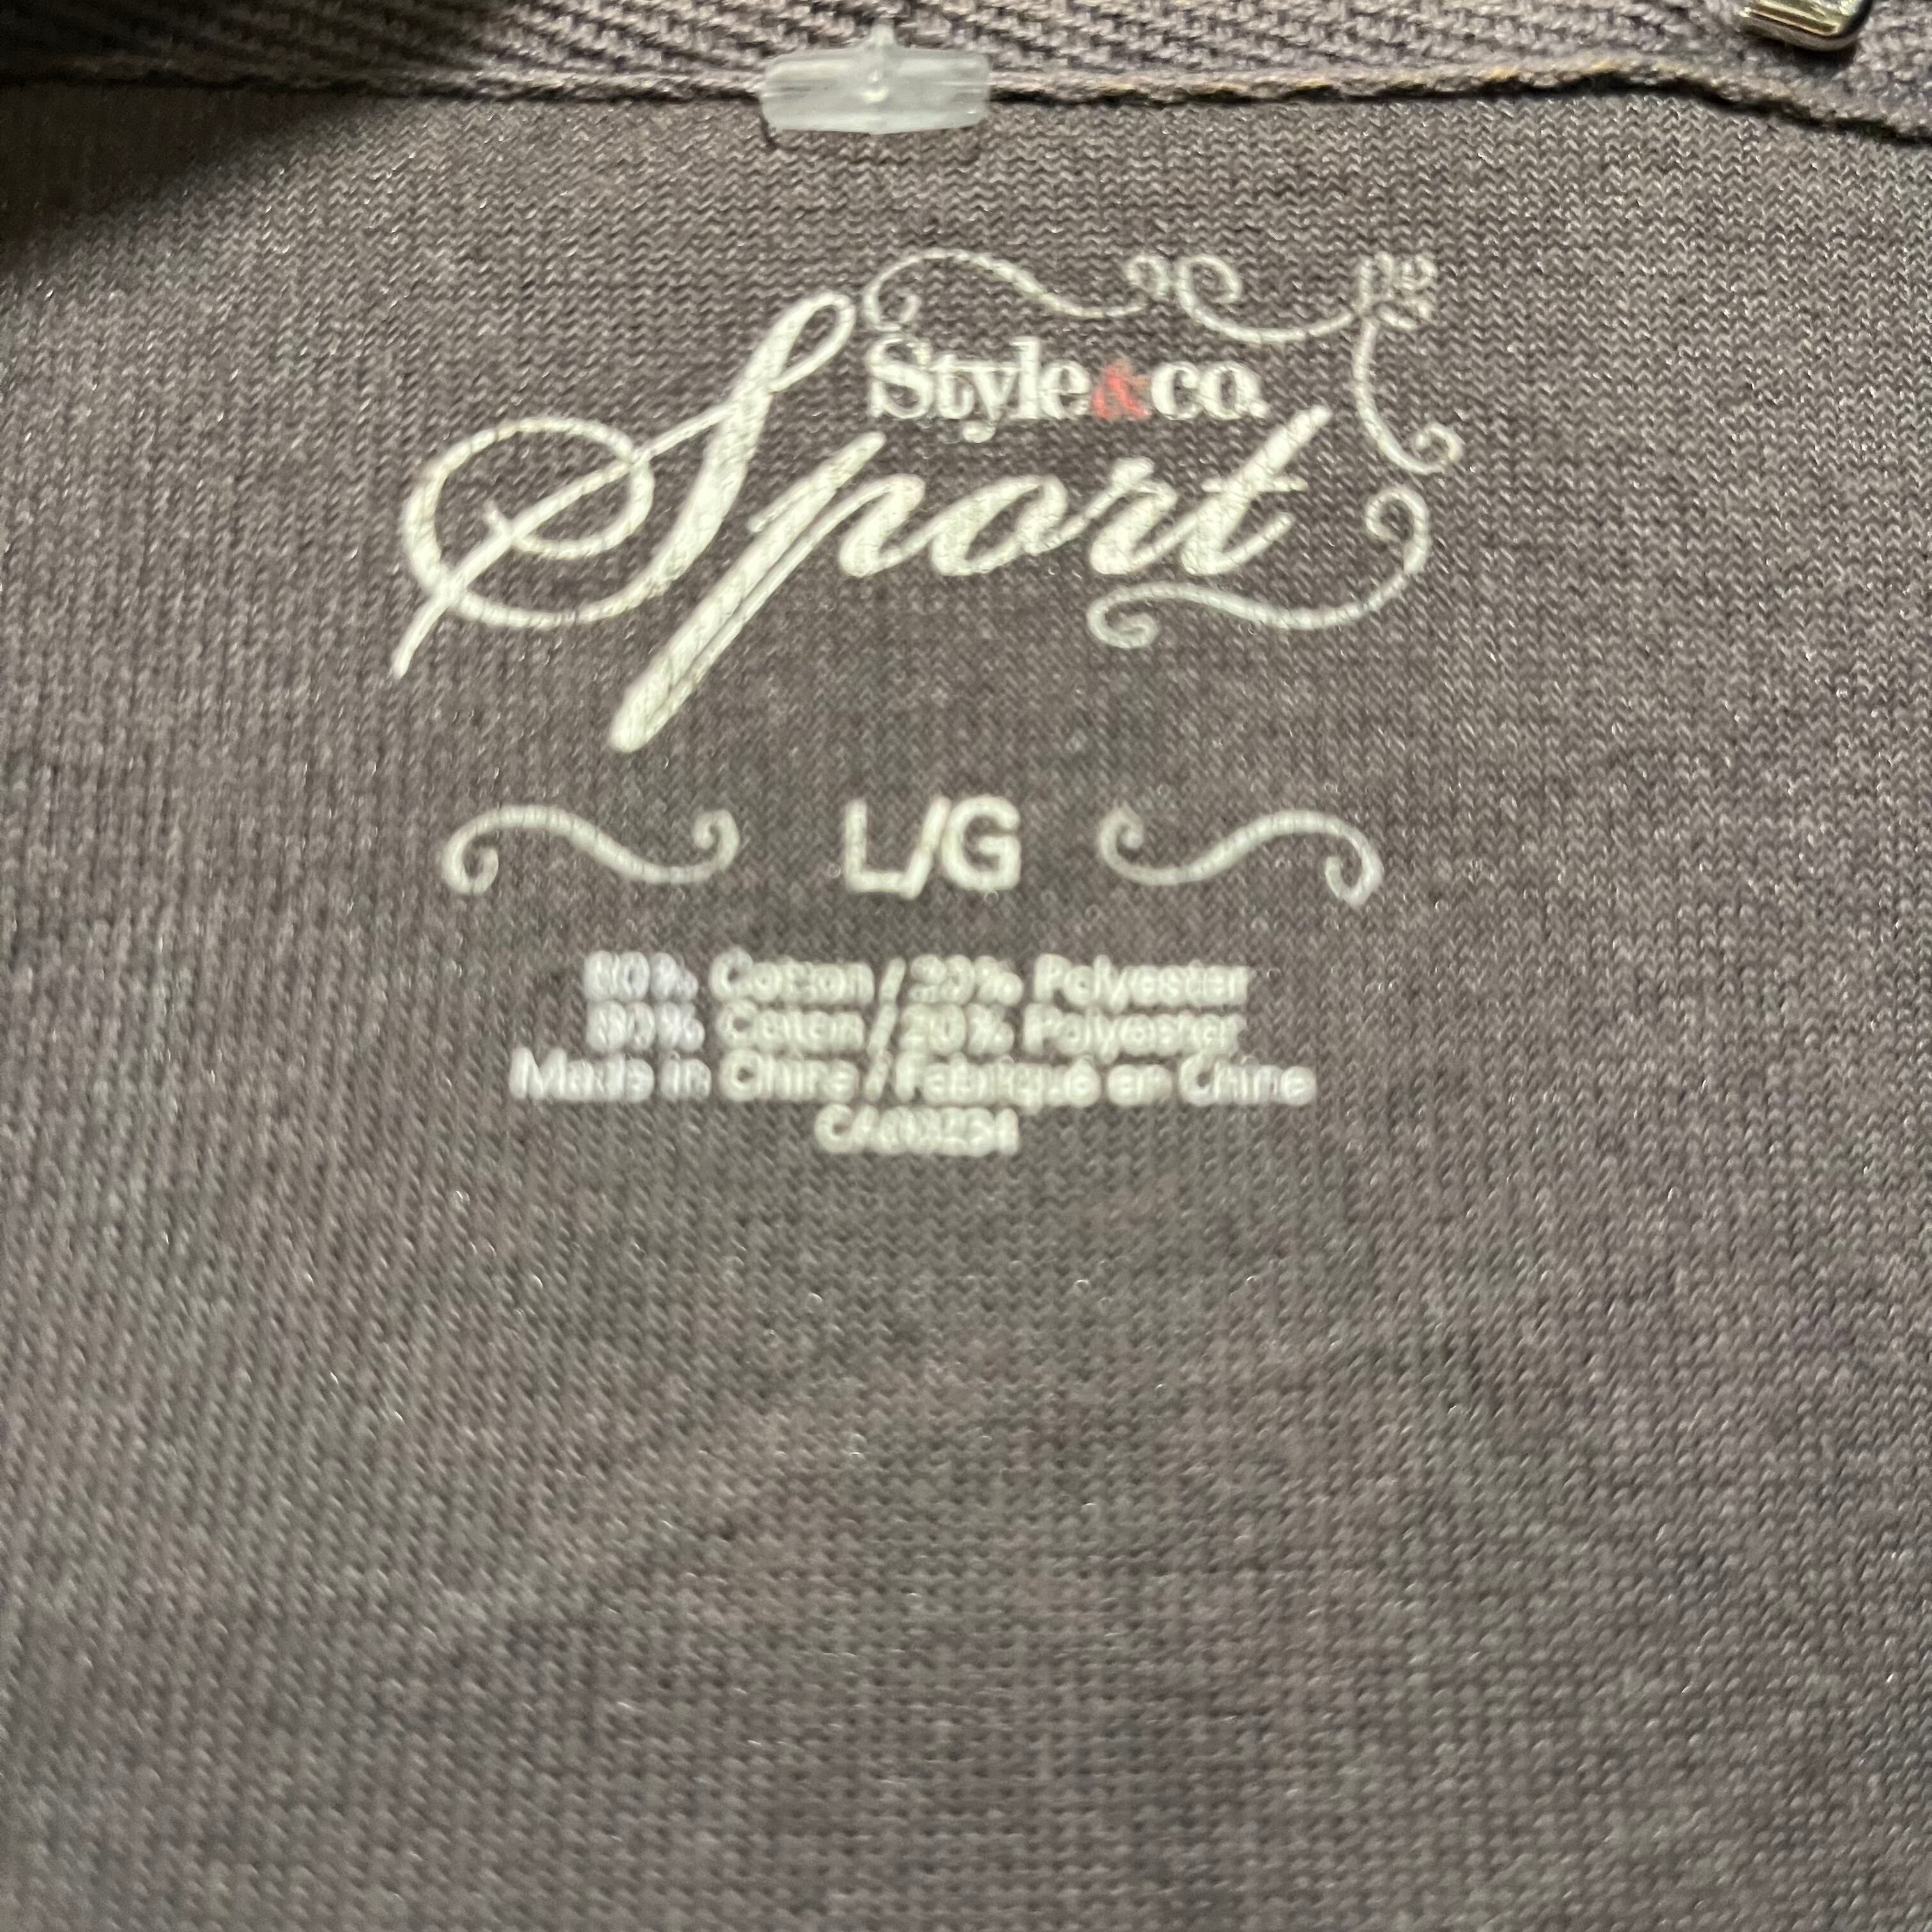 Style&co.
Sport
L/G
80% Cotton / 20% Polyester
80% Coton / 20% Polyester
Made in China / Fabriqué en Chine